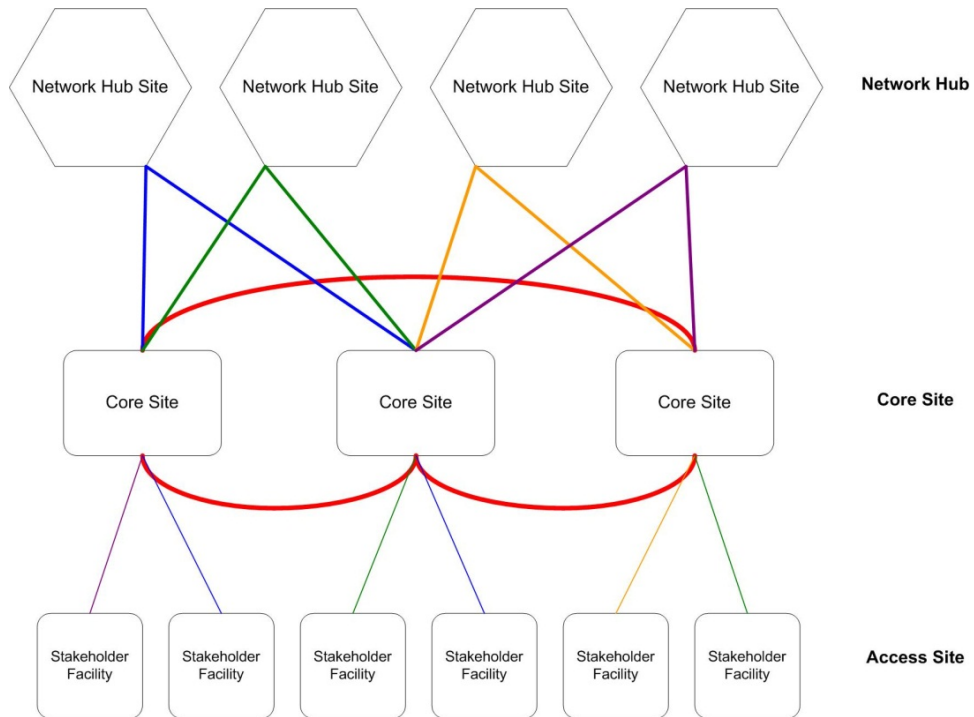 Network Hub Site
Network Hub Site
Network Hub Site
Network Hub Site
Network Hub
Core Site
Core Site
Core Site
Core Site
Stakeholder
Facility
Stakeholder
Facility
Stakeholder
Facility
Stakeholder
Facility
Stakeholder
Facility
Stakeholder
Facility
Access Site